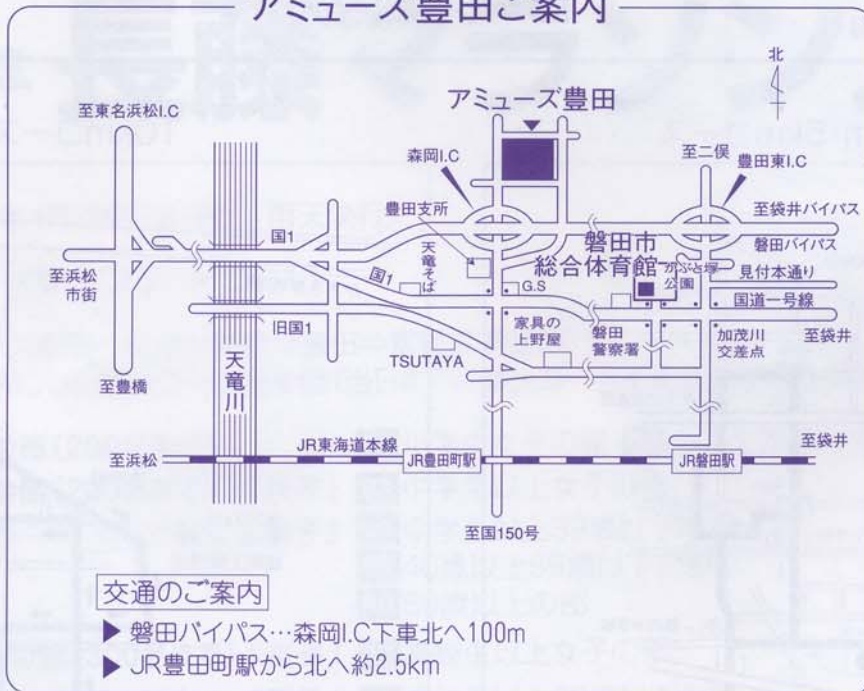 アミューズ豊田ご案内
北
至東名浜松I.C
アミューズ豊田
森岡I.C
至二俣
豊田東I.C
豊田支所
至袋井バイパス
国1
磐田市
総合体育館
磐田バイパス
天竜そば
かぶと塚
公園
見付本通り
至浜松
市街
国1
G.S
国道一号線
旧国1
家具の
上野屋
磐田
警察署
加茂川
交差点
至袋井
天竜川
TSUTAYA
至豊橋
至袋井
至浜松
JR東海道本線
JR豊田町駅
JR磐田駅
至国150号
交通のご案内
▶ 磐田バイパス…森岡I.C下車北へ100m
▶ JR豊田町駅から北へ約2.5km